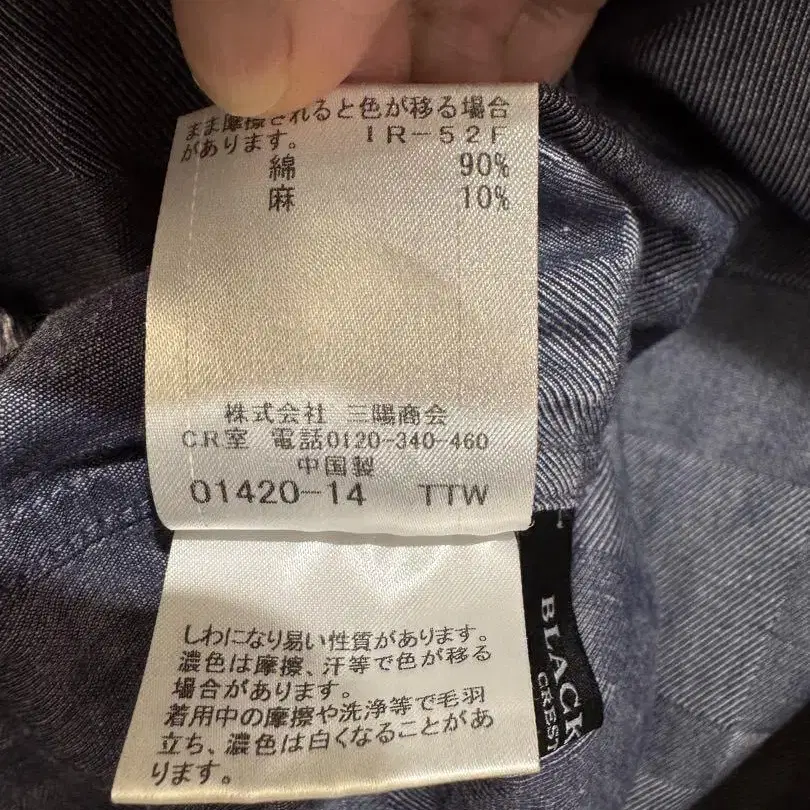 まま摩擦されると色が移る場合
があります。 IR-52F
綿 90%
麻 10%
株式会社 三陽商会
C.R室 電話0120-340-460
中国製
01420-14 TTW
しわになり易い性質があります。
濃色は摩擦、汗等で色が移る
場合があります。
着用中の摩擦や洗浄等で毛羽
立ち、濃色は白くなることがあ
ります。
BLACK
CREST